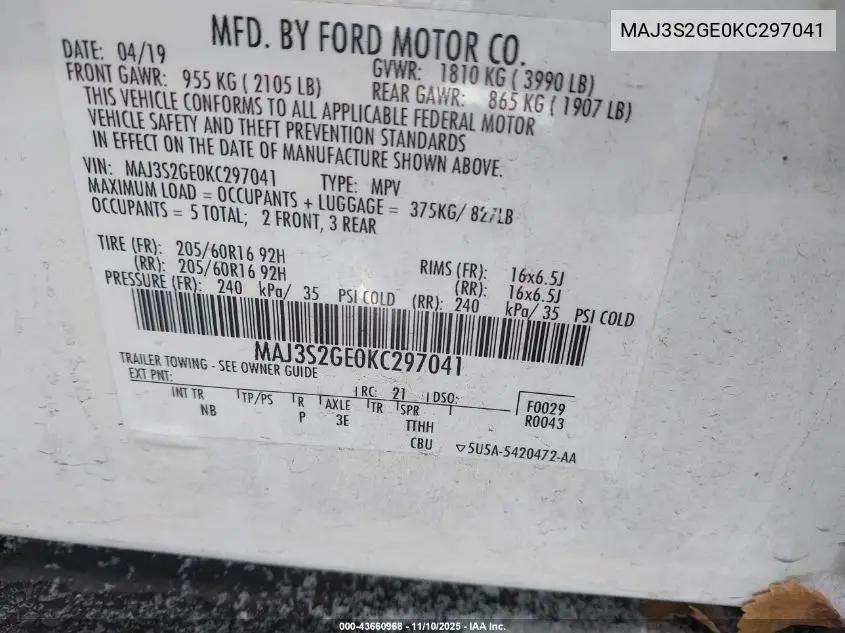 MAJ3S2GE0KC297041
MFD. BY FORD MOTOR CO.
DATE: 04/19
GVWR: 1810 KG ( 3990 LB)
FRONT GAWR: 955 KG ( 2105 LB)
REAR GAWR: 865 KG ( 1907 LB)
THIS VEHICLE CONFORMS TO ALL APPLICABLE FEDERAL MOTOR
VEHICLE SAFETY AND THEFT PREVENTION STANDARDS
IN EFFECT ON THE DATE OF MANUFACTURE SHOWN ABOVE.
VIN: MAJ3S2GE0KC297041 TYPE: MPV
MAXIMUM LOAD = OCCUPANTS + LUGGAGE = 375KG/ 827LB
OCCUPANTS = 5 TOTAL; 2 FRONT, 3 REAR
TIRE (FR): 205/60R16 92H RIMS (FR): 16x6.5J
(RR): 205/60R16 92H (RR): 16x6.5J
PRESSURE (FR): 240 kPa/ 35 PSI COLD (RR): 240 kPa/ 35 PSI COLD
MAJ3S2GE0KC297041
TRAILER TOWING - SEE OWNER GUIDE
EXT PNT: RC: 21 DSO:
INT TR TP/PS R AXLE TR SPR
NB P 3E TTHH
CBU
F0029
R0043
▽5U5A-5420472-AA
000-43660968 - 11/10/2025 - IAA Inc.